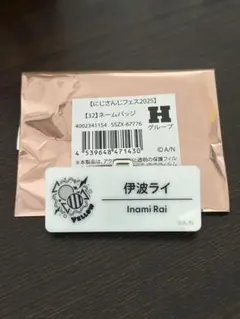 【にじさんじフェス2025】
【32】ネームバッジ
4002341154 SSZX-67776
H
グループ
©A/N
4 539648 471430
伊波ライ
Inami Rai
YELLOW